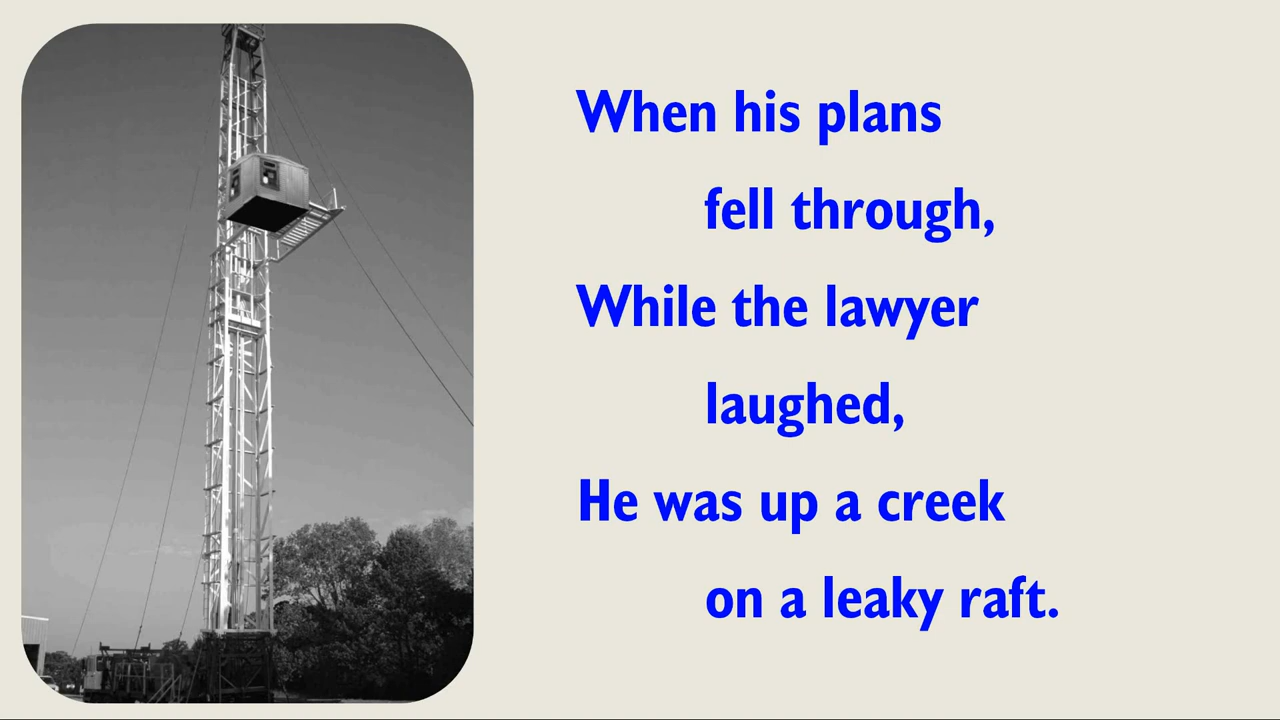 When his plans
fell through,
While the lawyer
laughed,
He was up a creek
on a leaky raft.